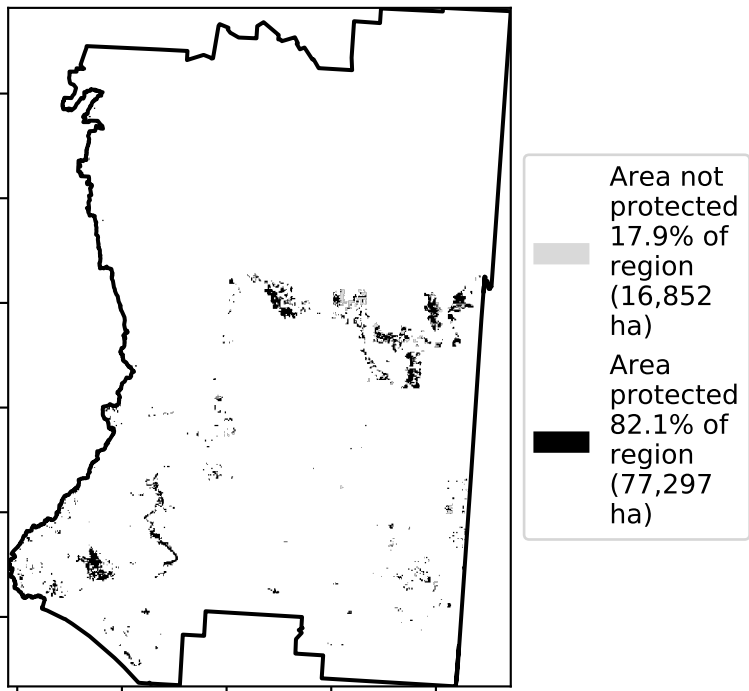 Area not
protected
17.9% of
region
(16,852
ha)
Area
protected
82.1% of
region
(77,297
ha)